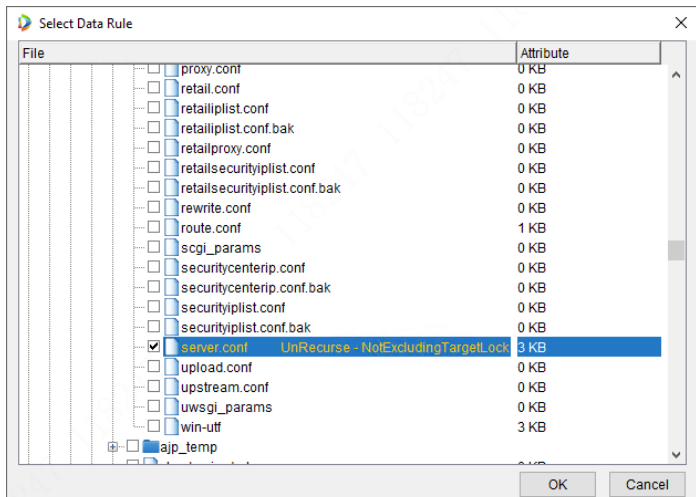 Select Data Rule
File Attribute
proxy.conf 0 KB
retail.conf 0 KB
retailiplist.conf 0 KB
retailiplist.conf.bak 0 KB
retailproxy.conf 0 KB
retailsecurityiplist.conf 0 KB
retailsecurityiplist.conf.bak 0 KB
rewrite.conf 0 KB
route.conf 1 KB
scgi_params 0 KB
securitycenterip.conf 0 KB
securitycenterip.conf.bak 0 KB
securityiplist.conf 0 KB
securityiplist.conf.bak 0 KB
server.conf UnRecurse - NotExcludingTargetLock 3 KB
upload.conf 0 KB
upstream.conf 0 KB
uwsgi_params 0 KB
win-utf 3 KB
ajp_temp
OK Cancel